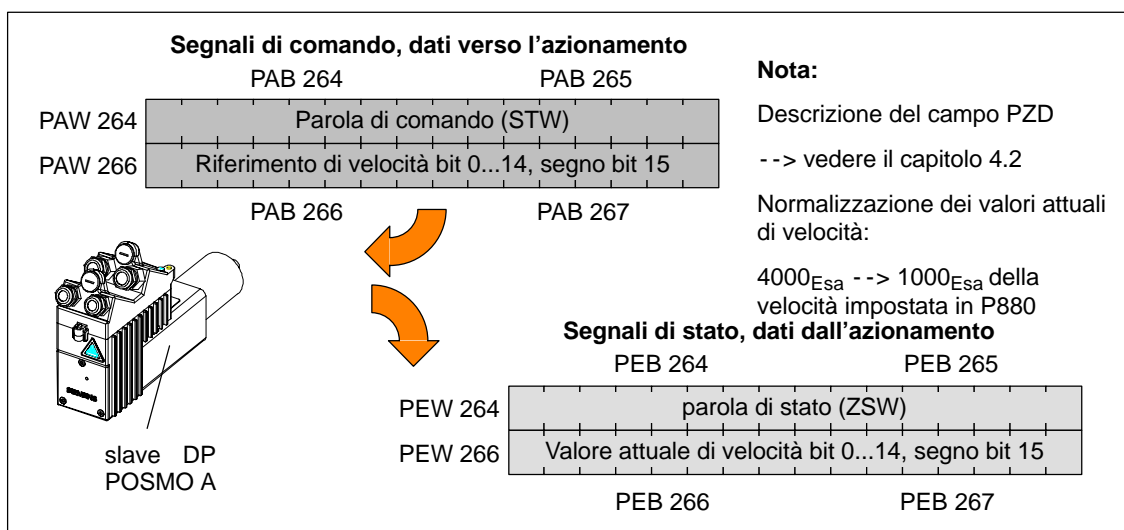 Segnali di comando, dati verso l'azionamento
PAB 264 PAB 265
PAW 264 Parola di comando (STW)
PAW 266 Riferimento di velocità bit 0...14, segno bit 15
PAB 266 PAB 267
Nota:
Descrizione del campo PZD
--> vedere il capitolo 4.2
Normalizzazione dei valori attuali
di velocità:
4000Esa --> 1000Esa della
velocità impostata in P880
Segnali di stato, dati dall'azionamento
PEB 264 PEB 265
PEW 264 parola di stato (ZSW)
PEW 266 Valore attuale di velocità bit 0...14, segno bit 15
PEB 266 PEB 267
slave DP
POSMO A